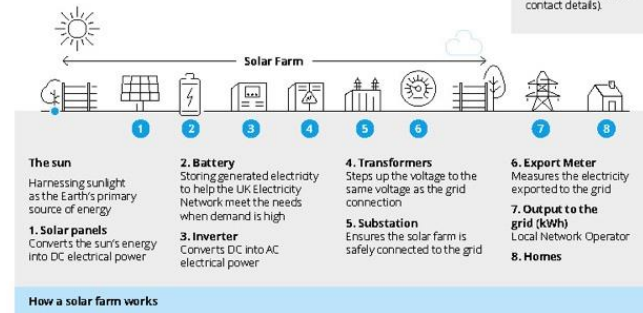 contact details).
Solar Farm
1
2
3
4
5
6
7
8
The sun
Harnessing sunlight
as the Earth's primary
source of energy
1. Solar panels
Converts the sun's energy
into DC electrical power
2. Battery
Storing generated electricity
to help the UK Electricity
Network meet the needs
when demand is high
3. Inverter
Converts DC into AC
electrical power
4. Transformers
Steps up the voltage to the
same voltage as the grid
connection
5. Substation
Ensures the solar farm is
safely connected to the grid
6. Export Meter
Measures the electricity
exported to the grid
7. Output to the
grid (kWh)
Local Network Operator
8. Homes
How a solar farm works